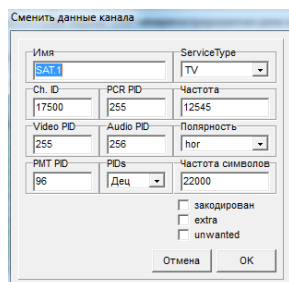 Сменить данные канала
Имя ServiceType
SAT.1 TV
Ch. ID PCR PID Частота
17500 255 12545
Video PID Audio PID Полярность
255 256 hor
PMT PID PIDs Частота символов
96 Дец 22000
закодирован
extra
unwanted
Отмена OK